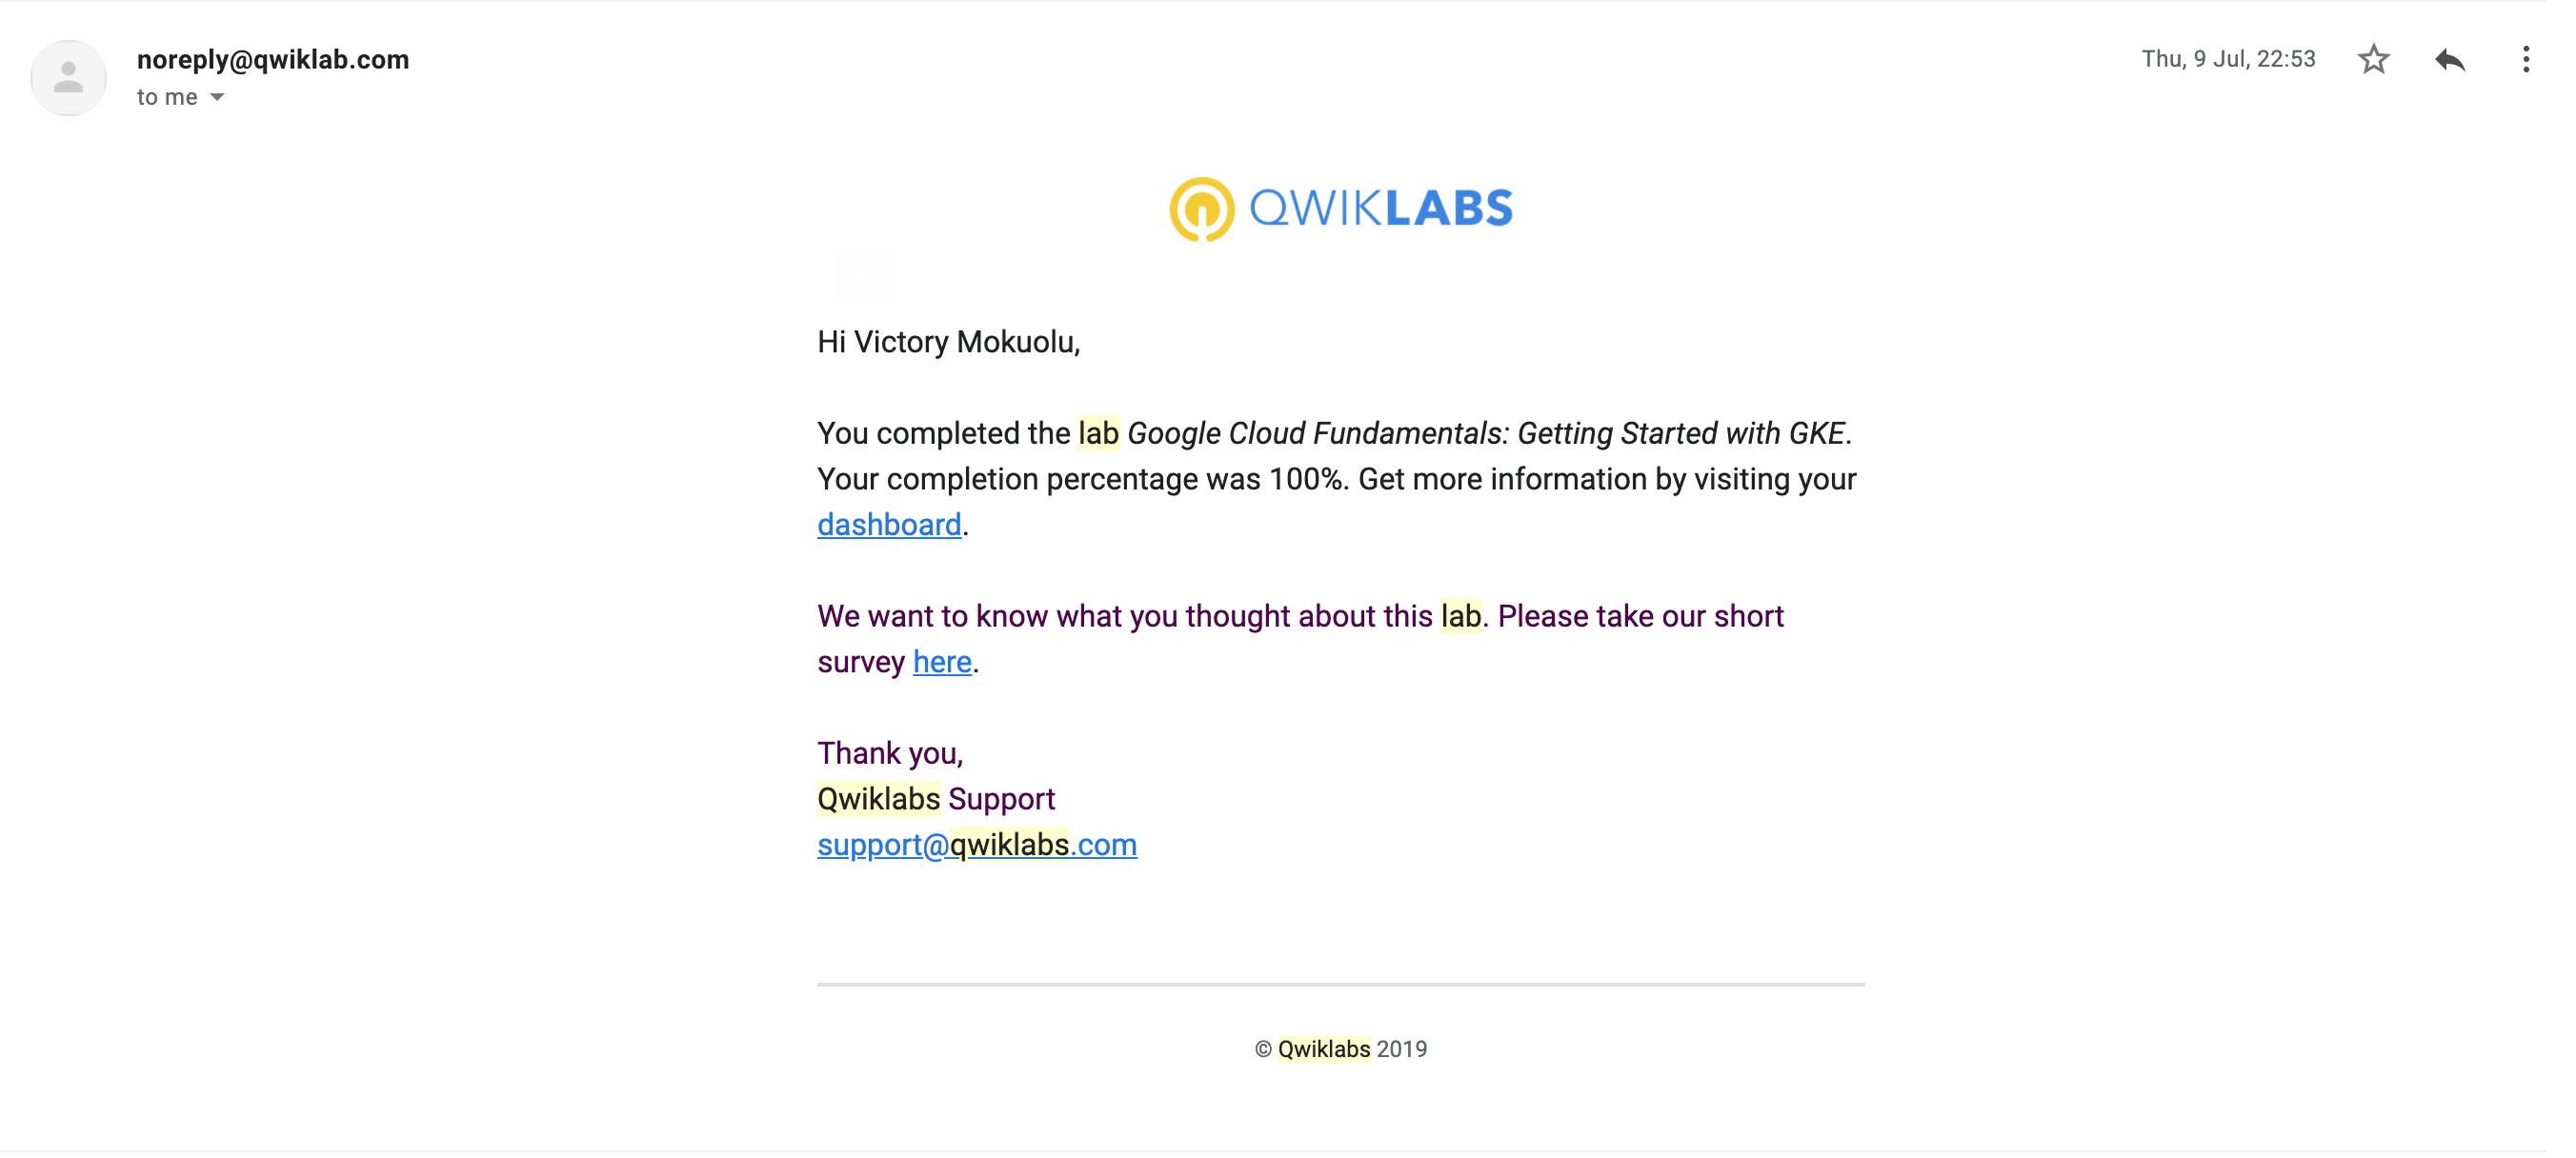 noreply@qwiklab.com
Thu, 9 Jul, 22:53
to me
QWIKLABS
Hi Victory Mokuolu,
You completed the lab Google Cloud Fundamentals: Getting Started with GKE.
Your completion percentage was 100%. Get more information by visiting your
dashboard.
We want to know what you thought about this lab. Please take our short
survey here.
Thank you,
Qwiklabs Support
support@qwiklabs.com
© Qwiklabs 2019